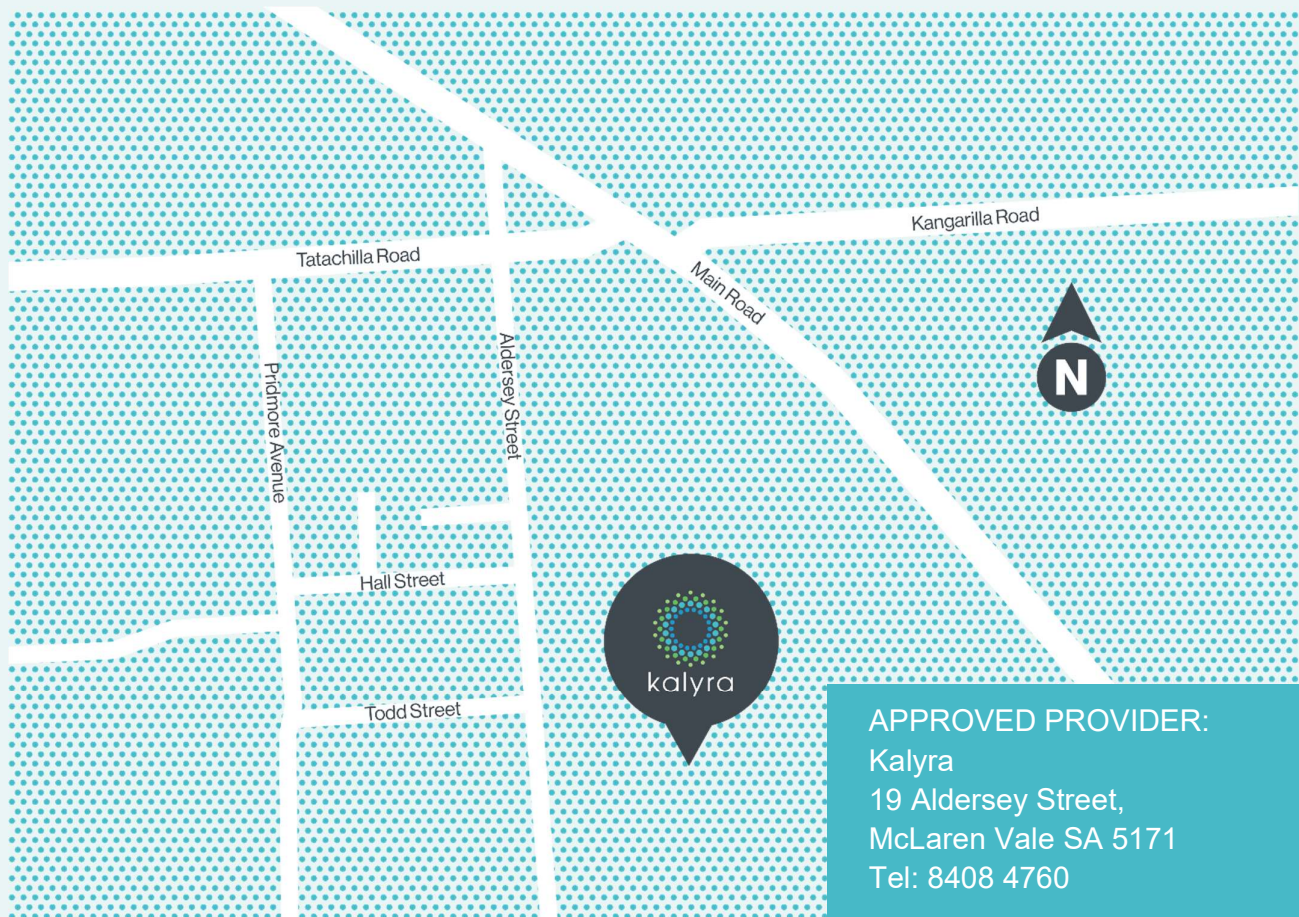 Kangarilla Road
Tatachilla Road
Main Road
Aldersey Street
Pridmore Avenue
N
Hall Street
kalyra
Todd Street
APPROVED PROVIDER:
Kalyra
19 Aldersey Street,
McLaren Vale SA 5171
Tel: 8408 4760